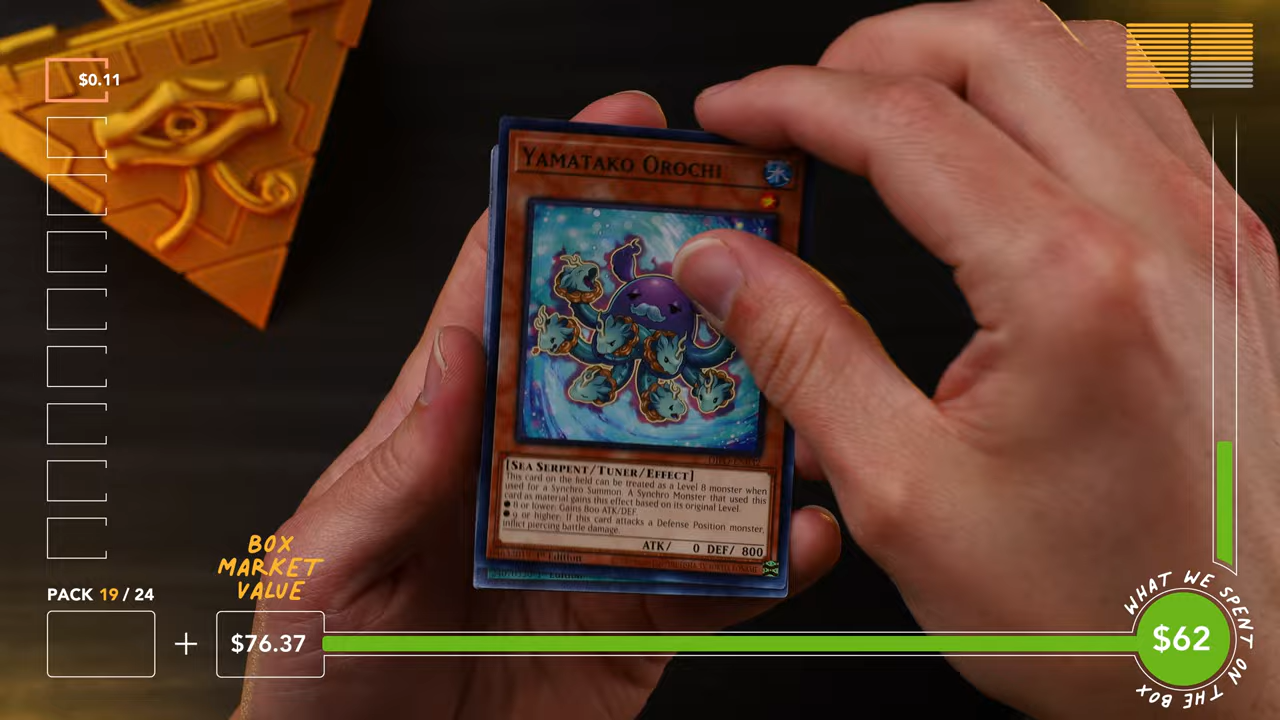 $0.11
YAMATAKO OROCHI
[SEA SERPENT/TUNER/EFFECT]
This card on the field can be treated as a Level 8 monster when
used for a Synchro Summon. A Synchro Monster that used this
card as material gains this effect based on its original Level.
● 8 or lower: Gains 800 ATK/DEF.
● 9 or higher: If this card attacks a Defense Position monster,
inflict piercing battle damage.
ATK/ 0 DEF/ 800
1st Edition
BOX
MARKET
VALUE
PACK 19 / 24
+
$76.37
WHAT WE SPENT ON THE BOX
$62